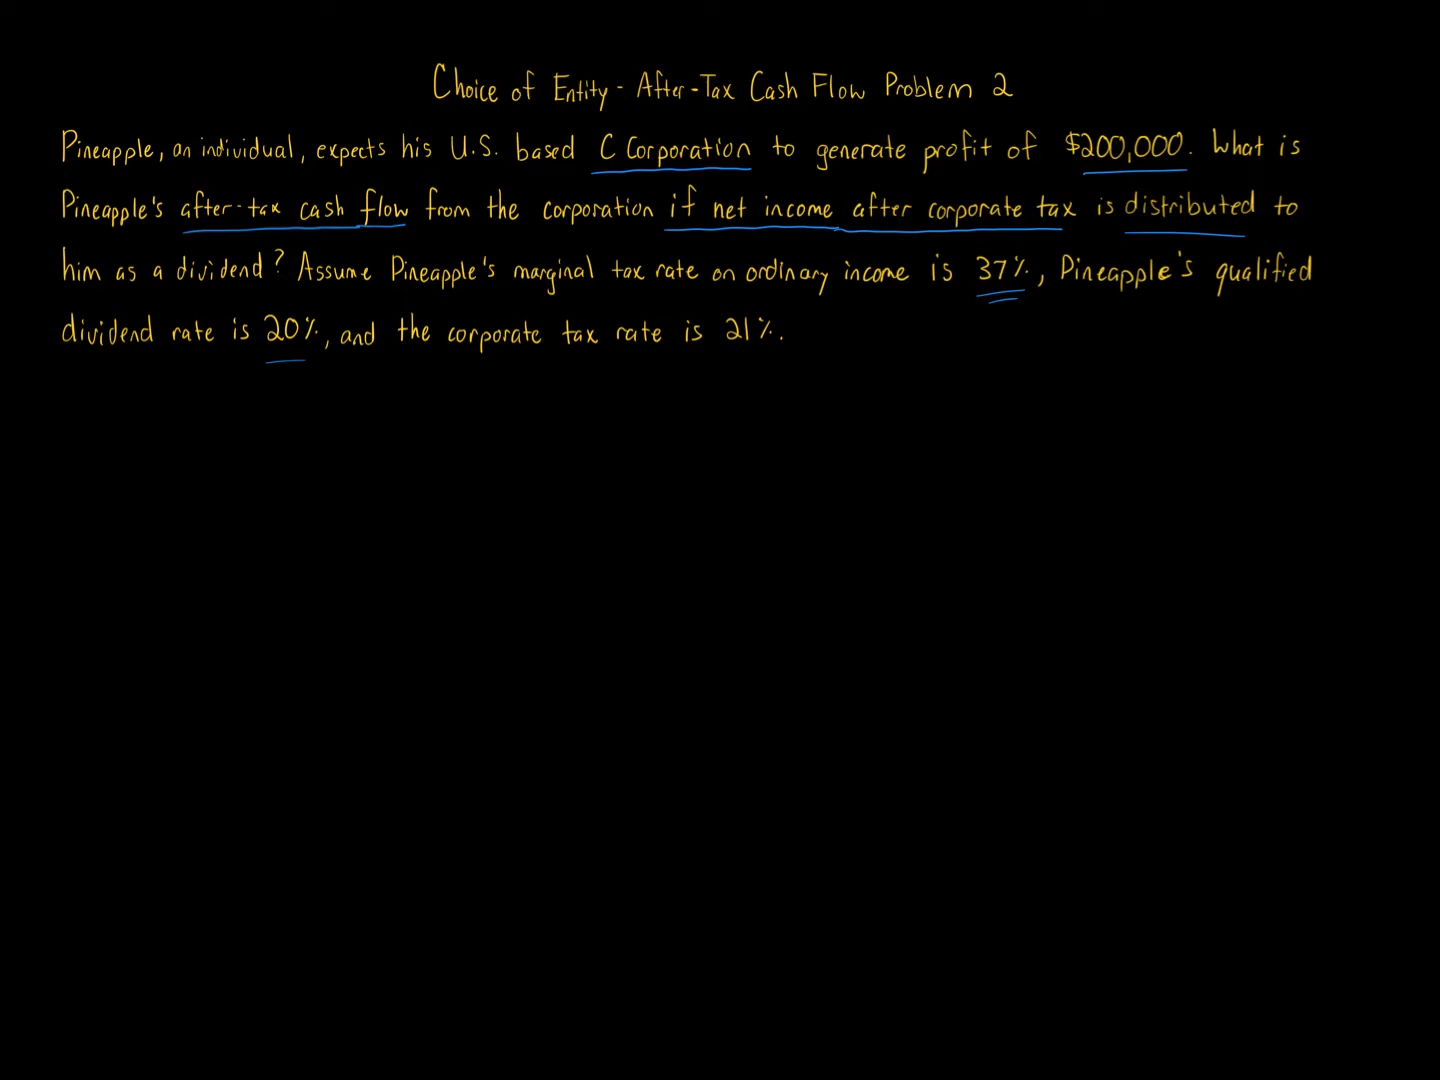 Choice of Entity - After-Tax Cash Flow Problem 2
Pineapple, an individual, expects his U.S. based C Corporation to generate profit of $200,000. What is
Pineapple's after-tax cash flow from the corporation if net income after corporate tax is distributed to
him as a dividend? Assume Pineapple's marginal tax rate on ordinary income is 37%, Pineapple's qualified
dividend rate is 20%, and the corporate tax rate is 21%.